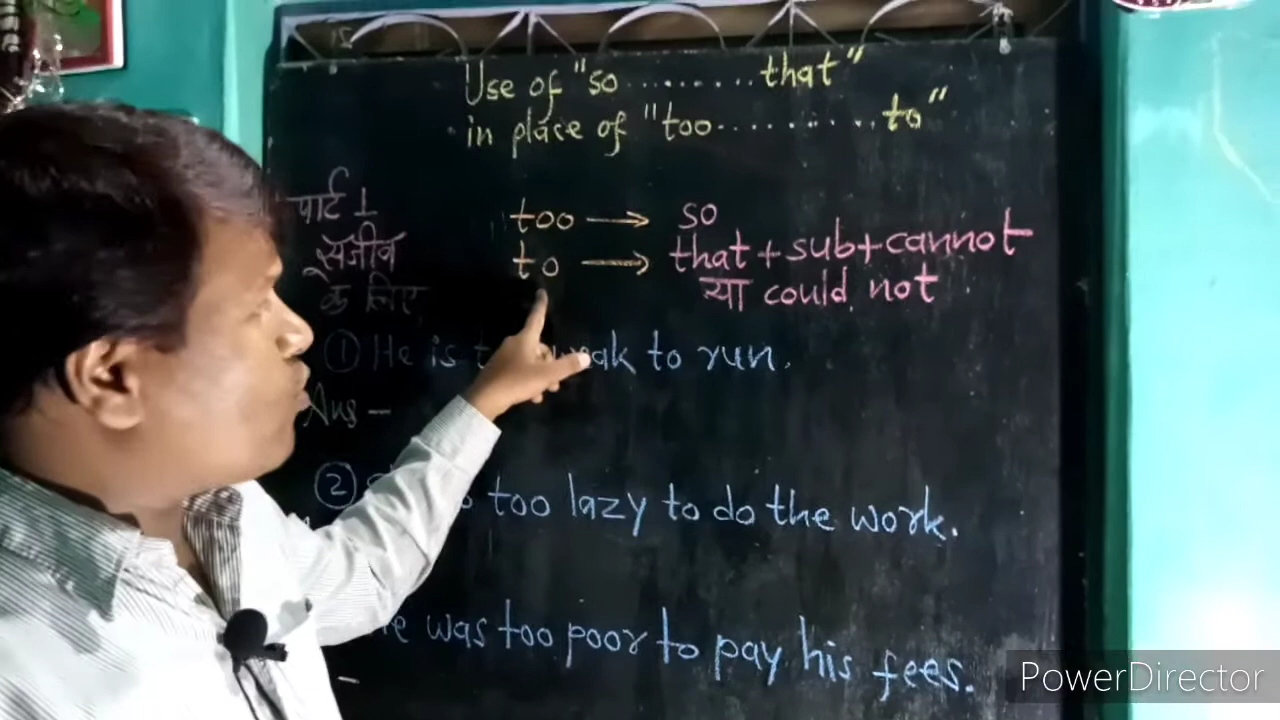 Use of "so ........ that"
in place of "too .......... to"
पार्ट 1
सजीव
के लिए
too → so
to → that + sub + cannot
या could not
① He is weak to run.
Ans –
② too lazy to do the work.
was too poor to pay his fees.
PowerDirector